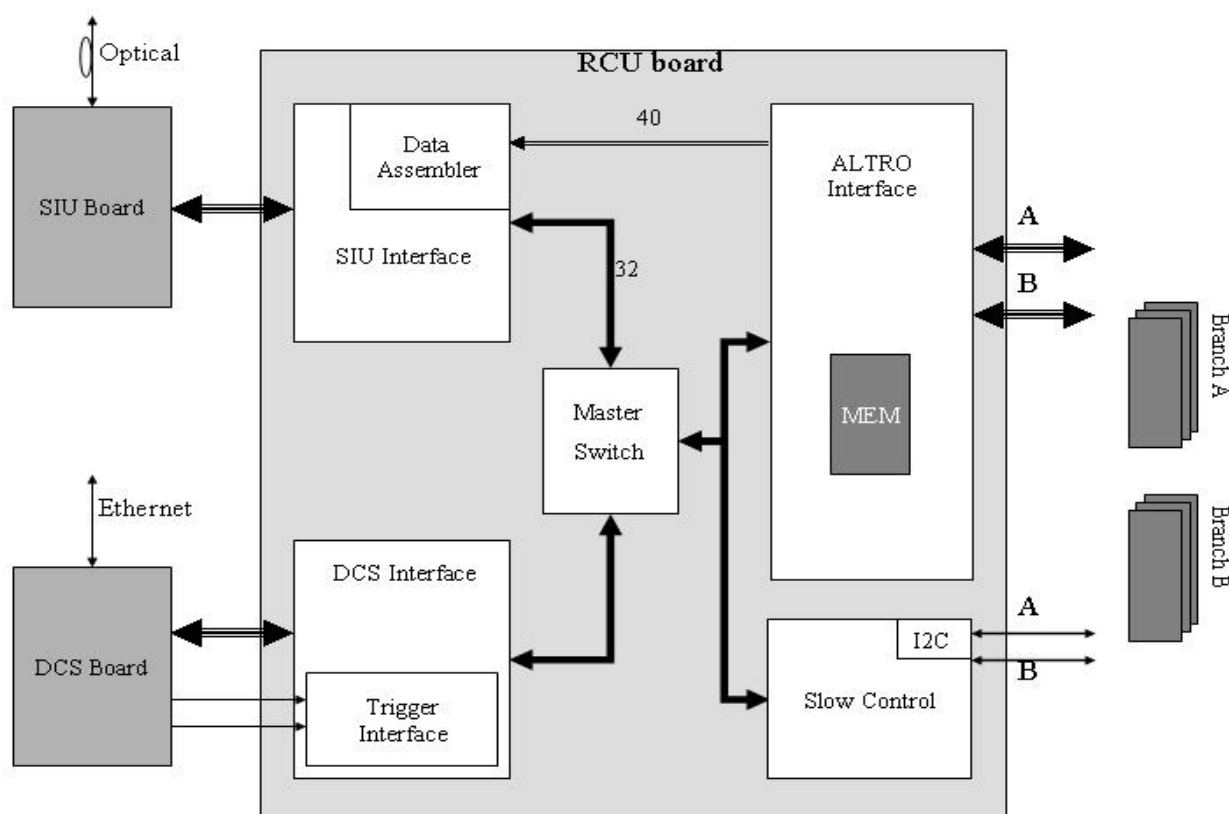 Optical
RCU board
SIU Board
Data
Assembler
SIU Interface
40
ALTRO
Interface
A
B
32
Master
Switch
MEM
Branch A
Ethernet
DCS Board
DCS Interface
Trigger
Interface
I2C
Slow Control
A
B
Branch B